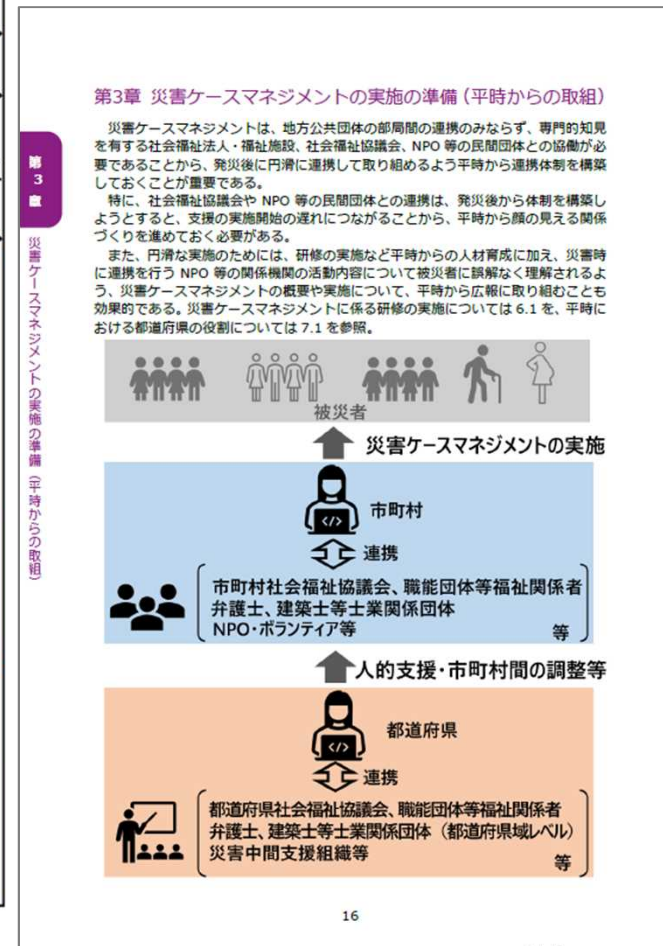 第3章 災害ケースマネジメントの実施の準備（平時からの取組）
災害ケースマネジメントは、地方公共団体の部局間の連携のみならず、専門的知見
を有する社会福祉法人・福祉施設、社会福祉協議会、NPO 等の民間団体との協働が必
要であることから、発災後に円滑に連携して取り組めるよう平時から連携体制を構築
しておくことが重要である。
特に、社会福祉協議会や NPO 等の民間団体との連携は、発災後から体制を構築し
ようとすると、支援の実施開始の遅れにつながることから、平時から顔の見える関係
づくりを進めておく必要がある。
また、円滑な実施のためには、研修の実施など平時からの人材育成に加え、災害時
に連携を行う NPO 等の関係機関の活動内容について被災者に誤解なく理解されるよ
う、災害ケースマネジメントの概要や実施について、平時から広報に取り組むことも
効果的である。災害ケースマネジメントに係る研修の実施については 6.1 を、平時に
おける都道府県の役割については 7.1 を参照。
第3章
災害ケースマネジメントの実施の準備（平時からの取組）
被災者
災害ケースマネジメントの実施
</>
市町村
連携
市町村社会福祉協議会、職能団体等福祉関係者
弁護士、建築士等士業関係団体
NPO・ボランティア等 等
人的支援・市町村間の調整等
</>
都道府県
連携
都道府県社会福祉協議会、職能団体等福祉関係者
弁護士、建築士等士業関係団体（都道府県域レベル）
災害中間支援組織等 等
16